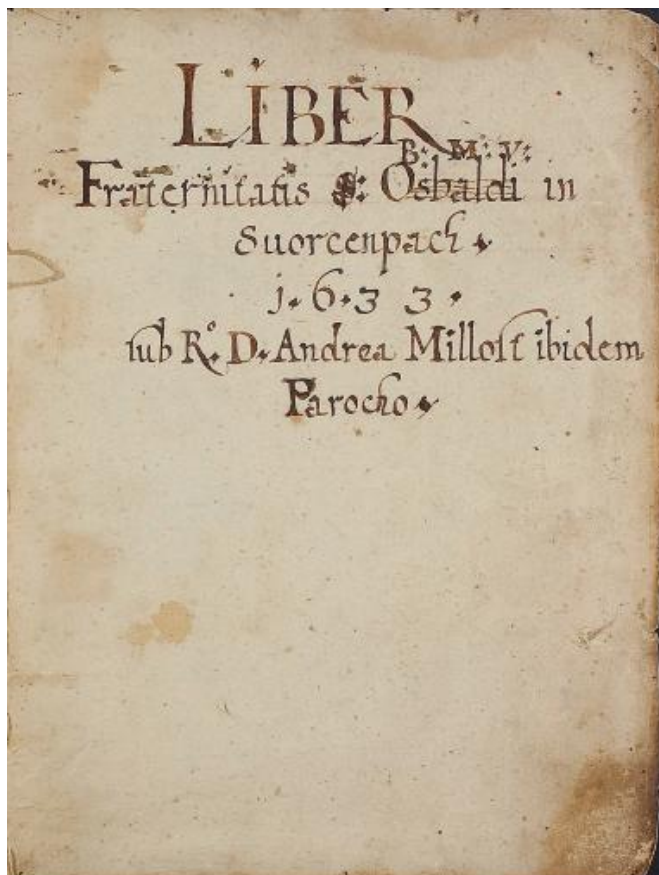 LIBER
B: M: V:
Fraternitatis S: Osbaldi in
Suorcenpach
1.6.3 3.
sub R.º D. Andrea Millost ibidem
Parocho.